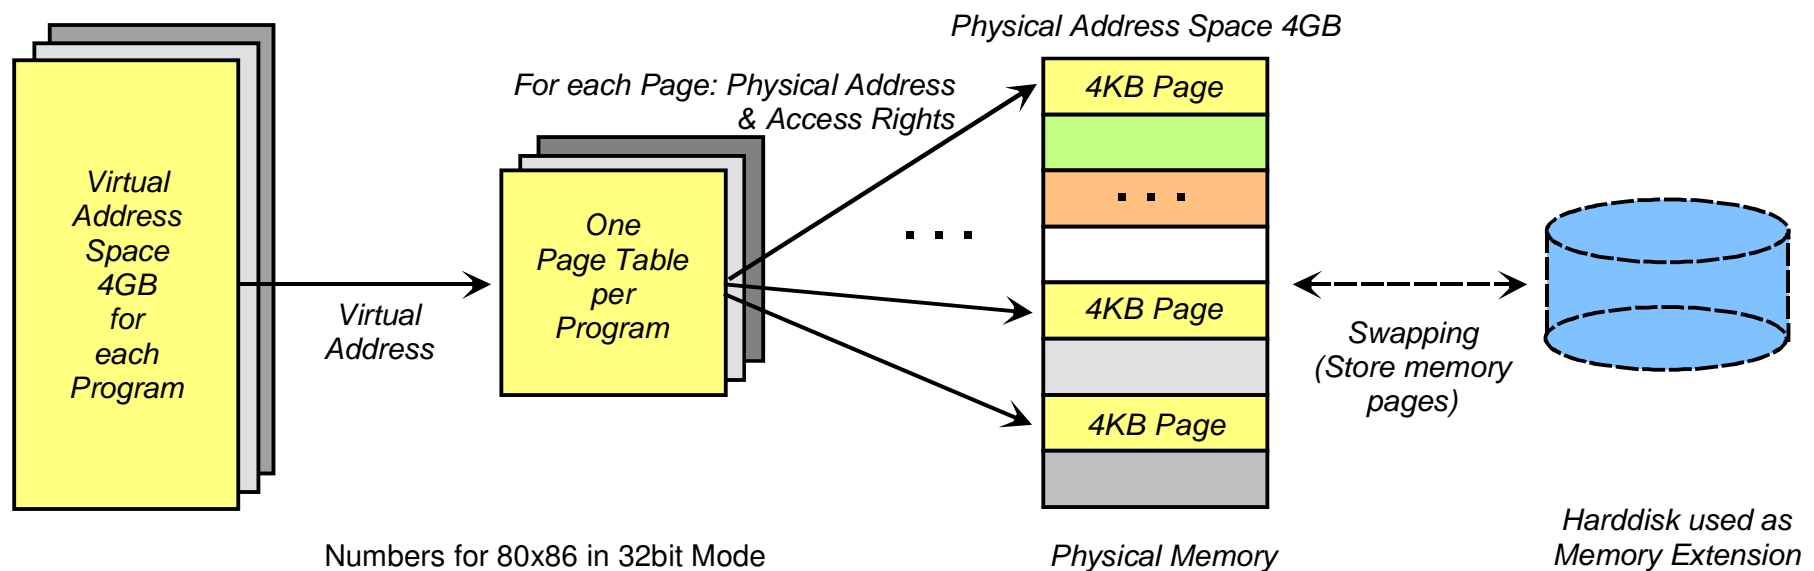 Physical Address Space 4GB
For each Page: Physical Address
& Access Rights
Virtual
Address
Space
4GB
for
each
Program
Virtual
Address
One
Page Table
per
Program
4KB Page
. . .
. . .
4KB Page
4KB Page
Swapping
(Store memory
pages)
Numbers for 80x86 in 32bit Mode
Physical Memory
Harddisk used as
Memory Extension